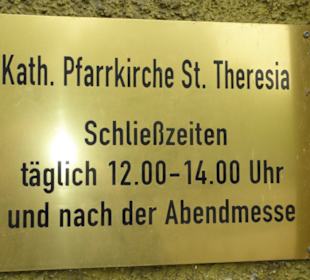 Kath. Pfarrkirche St. Theresia
Schließzeiten
täglich 12.00-14.00 Uhr
und nach der Abendmesse